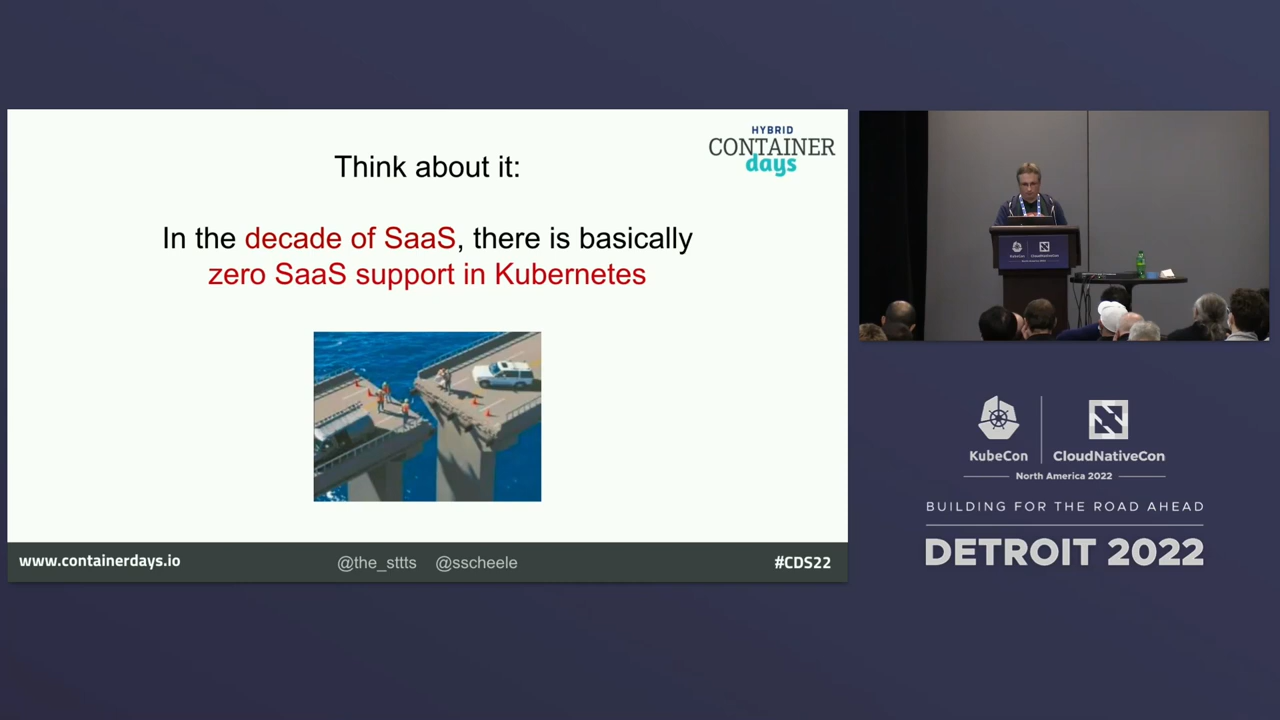 HYBRID
CONTAINER
days
Think about it:
In the decade of SaaS, there is basically
zero SaaS support in Kubernetes
www.containerdays.io
@the_sttts
@sscheele
#CDS22
KubeCon
CloudNativeCon
North America 2022
BUILDING FOR THE ROAD AHEAD
DETROIT 2022